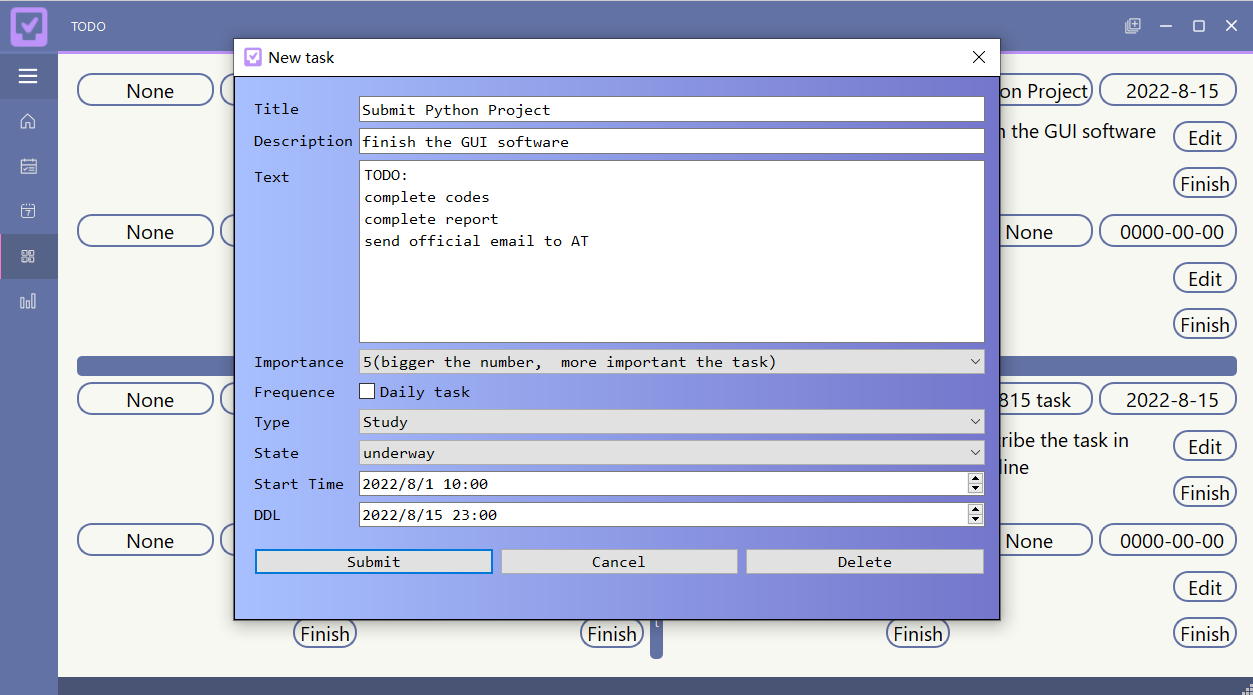 TODO
New task
None
on Project
2022-8-15
the GUI software
Edit
Finish
None
None
0000-00-00
Edit
Finish
None
815 task
2022-8-15
ribe the task in
line
Edit
Finish
None
None
0000-00-00
Edit
Finish
Finish
Finish
Finish
Title
Submit Python Project
Description
finish the GUI software
Text
TODO:
complete codes
complete report
send official email to AT
Importance
5(bigger the number, more important the task)
Frequence
Daily task
Type
Study
State
underway
Start Time
2022/8/1 10:00
DDL
2022/8/15 23:00
Submit
Cancel
Delete